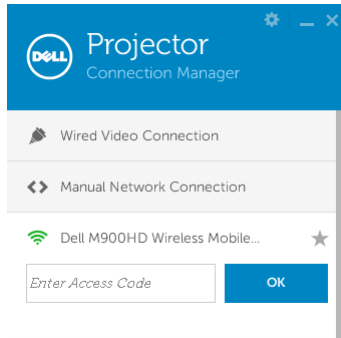 DELL
Projector
Connection Manager
Wired Video Connection
Manual Network Connection
Dell M900HD Wireless Mobile...
Enter Access Code
OK